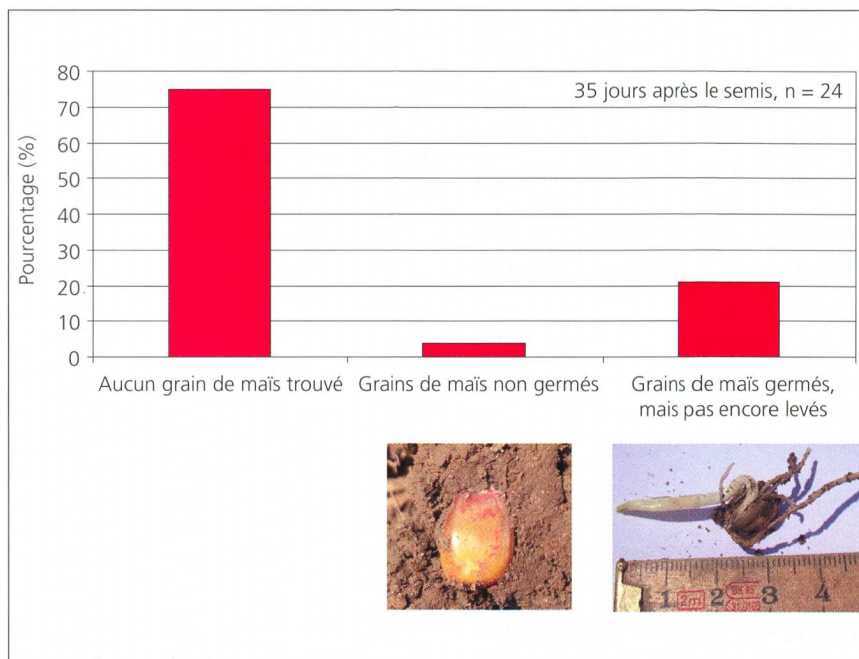 80
70
60
50
40
30
20
10
0
Pourcentage (%)
35 jours après le semis, n = 24
Aucun grain de maïs trouvé
Grains de maïs non germés
Grains de maïs germés,
mais pas encore levés
1 2m 2 3 4